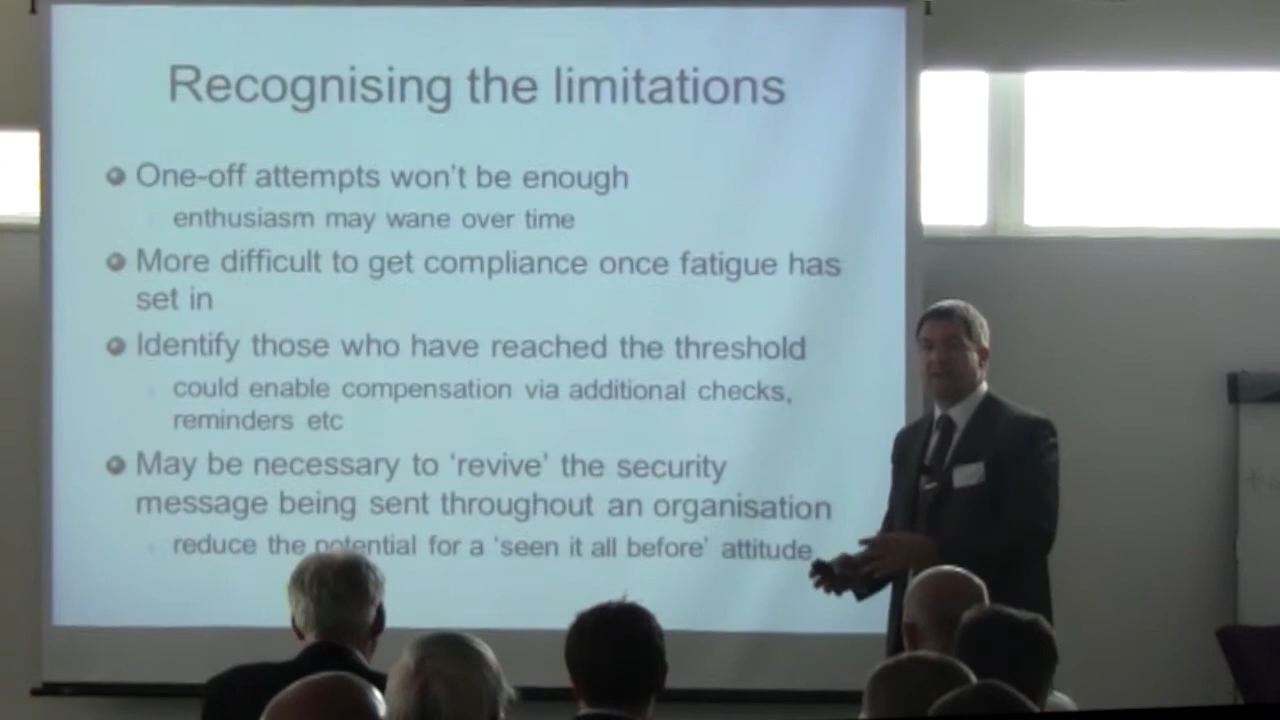 Recognising the limitations
One-off attempts won't be enough
enthusiasm may wane over time
More difficult to get compliance once fatigue has
set in
Identify those who have reached the threshold
could enable compensation via additional checks,
reminders etc
May be necessary to 'revive' the security
message being sent throughout an organisation
reduce the potential for a 'seen it all before' attitude